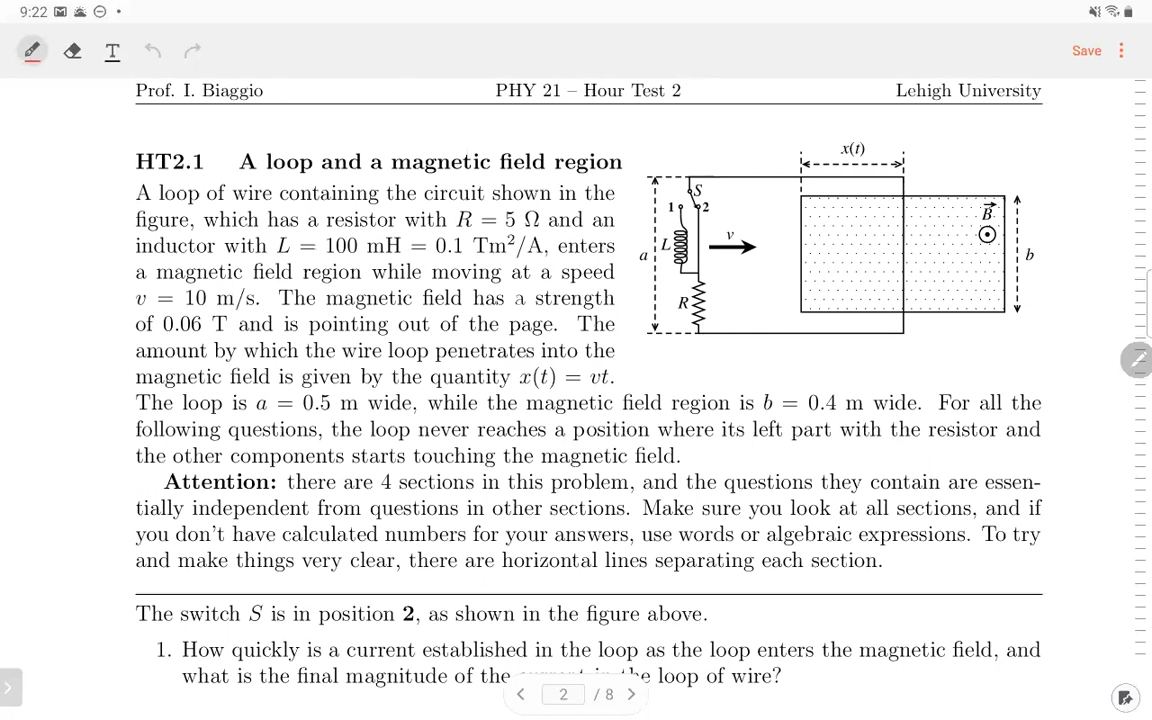 9:22
Save
Prof. I. Biaggio PHY 21 – Hour Test 2 Lehigh University
HT2.1 A loop and a magnetic field region
A loop of wire containing the circuit shown in the
figure, which has a resistor with R = 5 Ω and an
inductor with L = 100 mH = 0.1 Tm²/A, enters
a magnetic field region while moving at a speed
v = 10 m/s. The magnetic field has a strength
of 0.06 T and is pointing out of the page. The
amount by which the wire loop penetrates into the
magnetic field is given by the quantity x(t) = vt.
x(t)
S
1 2
B⃗
v
L
a
b
R
The loop is a = 0.5 m wide, while the magnetic field region is b = 0.4 m wide. For all the
following questions, the loop never reaches a position where its left part with the resistor and
the other components starts touching the magnetic field.
Attention: there are 4 sections in this problem, and the questions they contain are essen-
tially independent from questions in other sections. Make sure you look at all sections, and if
you don't have calculated numbers for your answers, use words or algebraic expressions. To try
and make things very clear, there are horizontal lines separating each section.
The switch S is in position 2, as shown in the figure above.
1. How quickly is a current established in the loop as the loop enters the magnetic field, and
what is the final magnitude of the loop of wire?
2 / 8